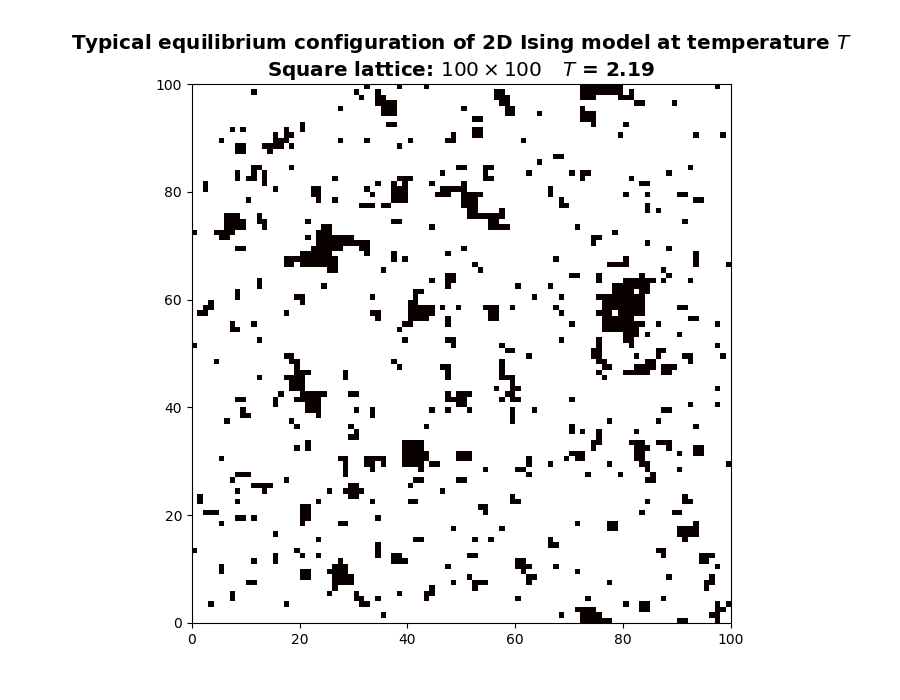 Typical equilibrium configuration of 2D Ising model at temperature T
Square lattice: 100 × 100 T = 2.19
100
80
60
40
20
0
0 20 40 60 80 100